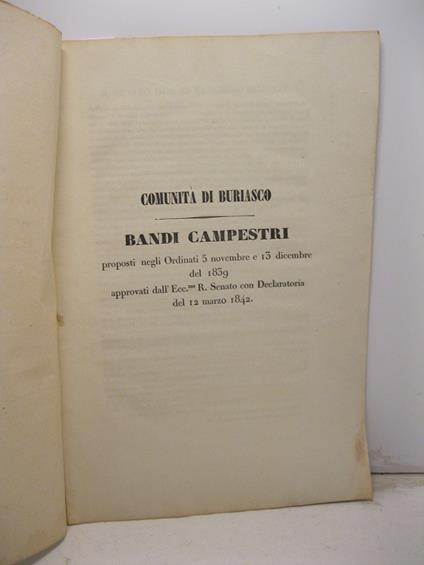 COMUNITÀ DI BURIASCO
BANDI CAMPESTRI
proposti negli Ordinati 5 novembre e 13 dicembre
del 1839
approvati dall' Ecc.mo R. Senato con Declaratoria
del 12 marzo 1842.